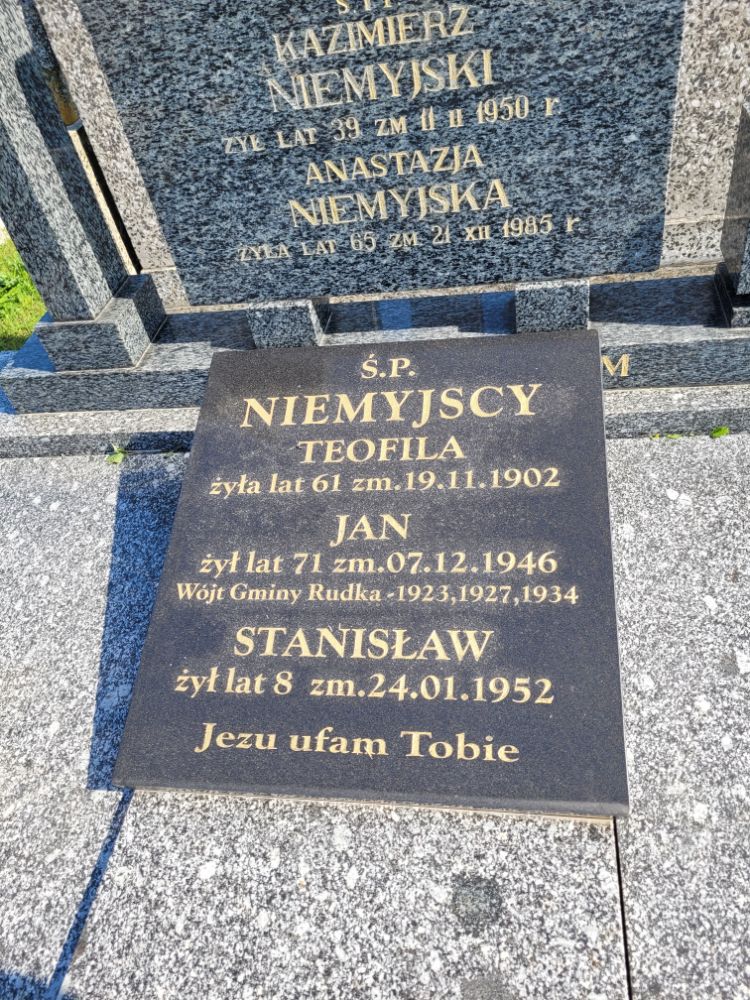 Ś.P.
KAZIMIERZ
NIEMYJSKI
ŻYŁ LAT 39 ZM 11 II 1950 r.
ANASTAZJA
NIEMYJSKA
ŻYŁA LAT 65 ZM 21 XII 1985 r.
M
Ś.P.
NIEMYJSCY
TEOFILA
żyła lat 61 zm.19.11.1902
JAN
żył lat 71 zm.07.12.1946
Wójt Gminy Rudka -1923,1927,1934
STANISŁAW
żył lat 8 zm.24.01.1952
Jezu ufam Tobie